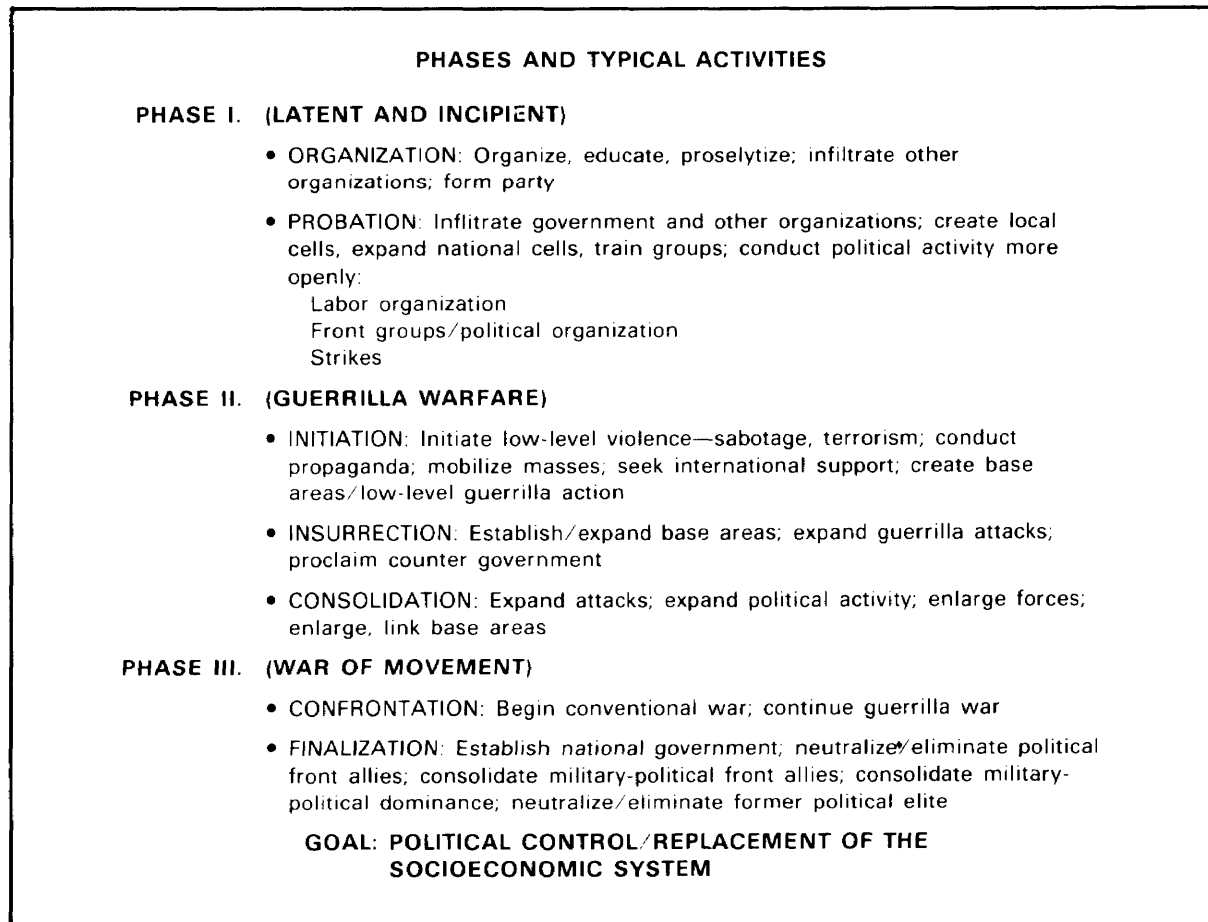 PHASES AND TYPICAL ACTIVITIES
PHASE I. (LATENT AND INCIPIENT)
• ORGANIZATION: Organize, educate, proselytize; infiltrate other
organizations; form party
• PROBATION: Inflitrate government and other organizations; create local
cells, expand national cells, train groups; conduct political activity more
openly:
Labor organization
Front groups/political organization
Strikes
PHASE II. (GUERRILLA WARFARE)
• INITIATION: Initiate low-level violence—sabotage, terrorism; conduct
propaganda; mobilize masses; seek international support; create base
areas/low-level guerrilla action
• INSURRECTION: Establish/expand base areas; expand guerrilla attacks;
proclaim counter government
• CONSOLIDATION: Expand attacks; expand political activity; enlarge forces;
enlarge, link base areas
PHASE III. (WAR OF MOVEMENT)
• CONFRONTATION: Begin conventional war; continue guerrilla war
• FINALIZATION: Establish national government; neutralize/eliminate political
front allies; consolidate military-political front allies; consolidate military-
political dominance; neutralize/eliminate former political elite
GOAL: POLITICAL CONTROL/REPLACEMENT OF THE
SOCIOECONOMIC SYSTEM